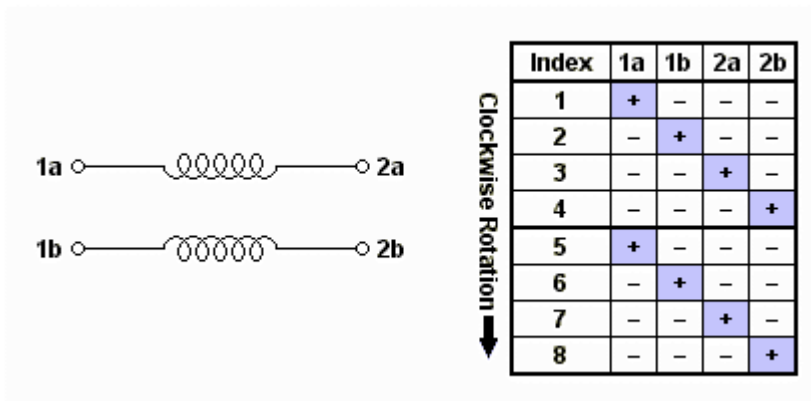 1a 2a
1b 2b
Clockwise Rotation
Index 1a 1b 2a 2b
1 + – – –
2 – + – –
3 – – + –
4 – – – +
5 + – – –
6 – + – –
7 – – + –
8 – – – +